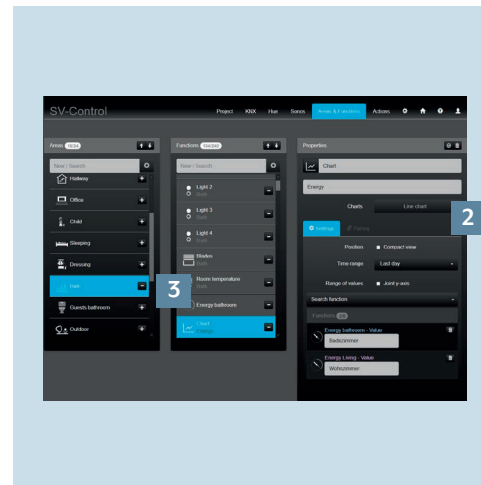 SV-Control
Project KNX Hue Sonos Areas & Functions Actions
Areas
New / Search
Hallway
Office
Child
Sleeping
Dressing
Bath
Guests bathroom
Outdoor
3
Functions
New / Search
Light 2
Bath
Light 3
Bath
Light 4
Bath
Blades
Bath
Room temperature
Bath
Energy bathroom
Chart
Energy
Properties
Chart
Energy
Charts Line chart
2
Settings Pairing
Position Compact view
Time range Last day
Range of values Joint y-axis
Search function
Functions
Energy bathroom - Value
Badezimmer
Energy Living - Value
Wohnzimmer